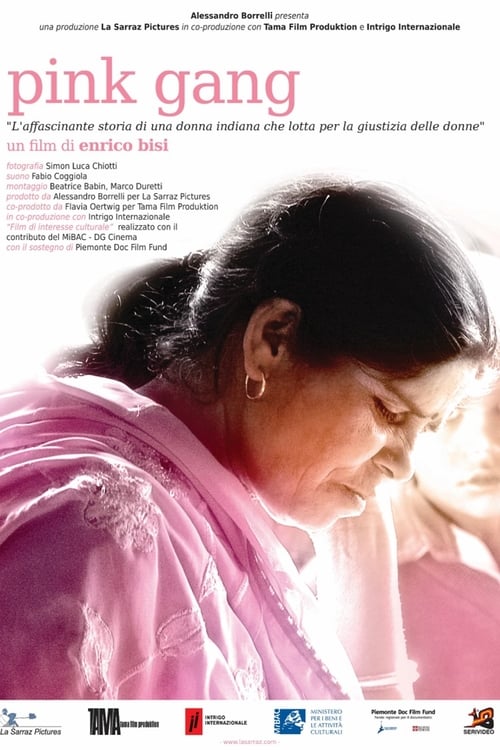 Alessandro Borrelli presenta
una produzione La Sarraz Pictures in co-produzione con Tama Film Produktion e Intrigo Internazionale
pink gang
"L'affascinante storia di una donna indiana che lotta per la giustizia delle donne"
un film di enrico bisi
fotografia Simon Luca Chiotti
suono Fabio Coggiola
montaggio Beatrice Babin, Marco Duretti
prodotto da Alessandro Borrelli per La Sarraz Pictures
co-prodotto da Flavia Oertwig per Tama Film Produktion
in co-produzione con Intrigo Internazionale
"Film di interesse culturale" realizzato con il
contributo del MiBAC - DG Cinema
con il sostegno di Piemonte Doc Film Fund
La Sarraz Pictures
TAMA tama film produktion
INTRIGO
INTERNAZIONALE
MiBAC
MINISTERO
PER I BENI E
LE ATTIVITÀ
CULTURALI
Piemonte Doc Film Fund
SERVIDEO
- www.lasarraz.com -